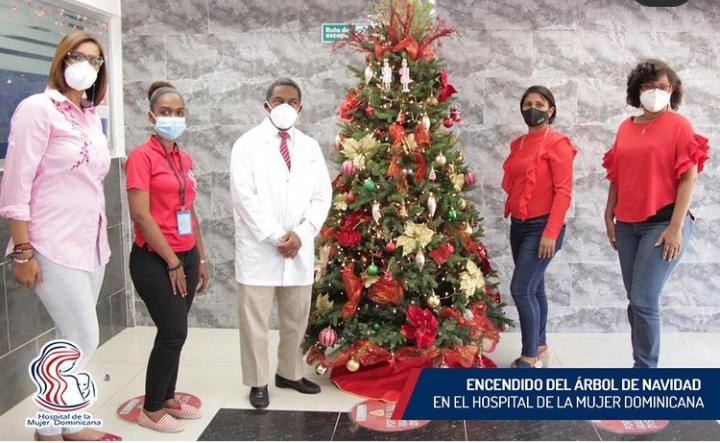 Ruta de
escape
ENCENDIDO DEL ÁRBOL DE NAVIDAD
EN EL HOSPITAL DE LA MUJER DOMINICANA
Hospital de la
Mujer Dominicana